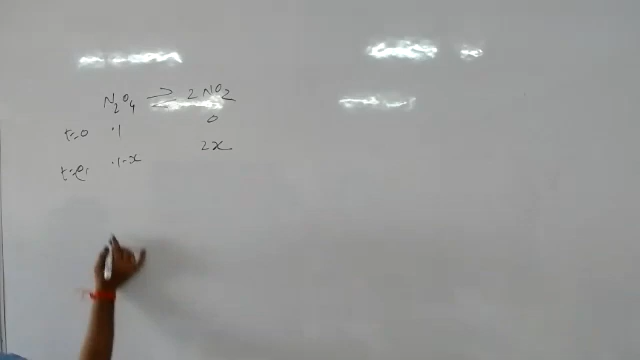 N2O4 ⇌ 2NO2
t=0 .1 0
t=eq .1-x 2x